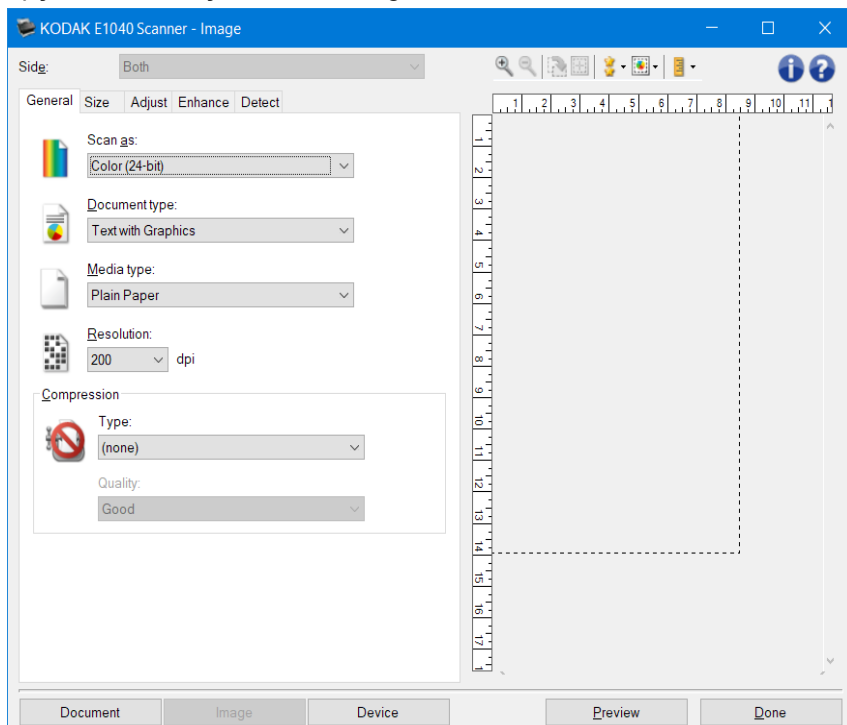 KODAK E1040 Scanner - Image
Side: Both
General Size Adjust Enhance Detect
Scan as:
Color (24-bit)
Document type:
Text with Graphics
Media type:
Plain Paper
Resolution:
200 dpi
Compression
Type:
(none)
Quality:
Good
1 2 3 4 5 6 7 8 9 10 11 1
1
2
3
4
5
6
7
8
9
10
11
12
13
14
15
16
17
1
Document Image Device Preview Done